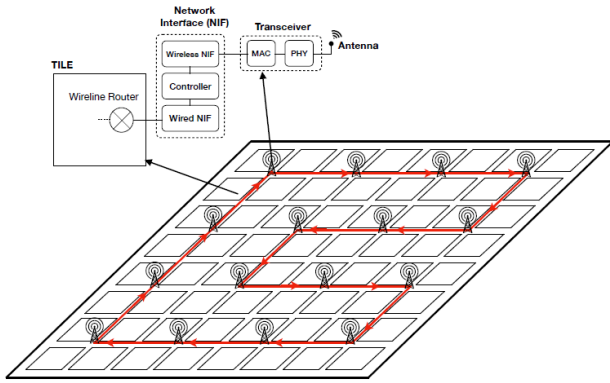 Network
Interface (NIF)
Transceiver
Wireless NIF
MAC
PHY
Antenna
TILE
Controller
Wireline Router
Wired NIF